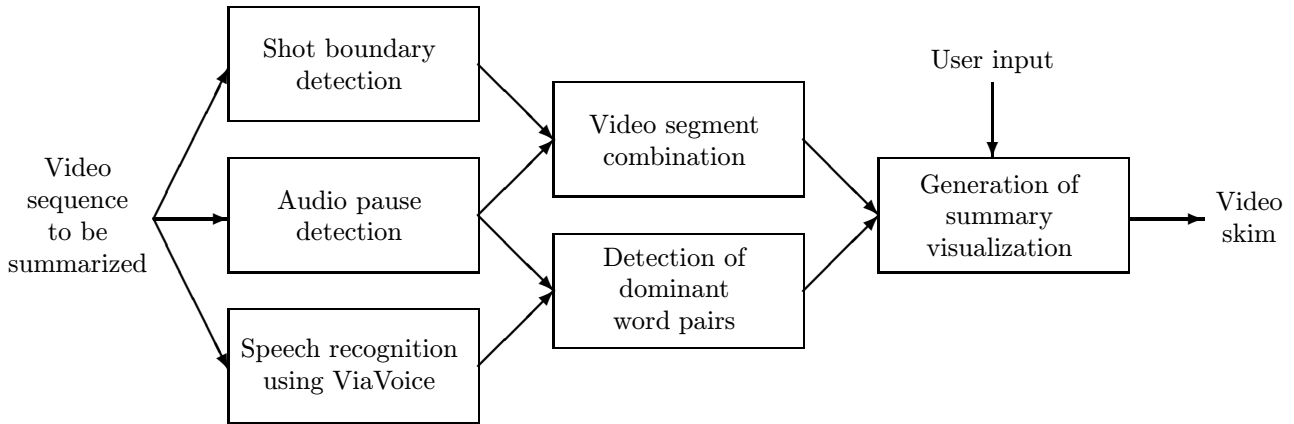 Video
sequence
to be
summarized
Shot boundary
detection
Audio pause
detection
Speech recognition
using ViaVoice
Video segment
combination
Detection of
dominant
word pairs
User input
Generation of
summary
visualization
Video
skim